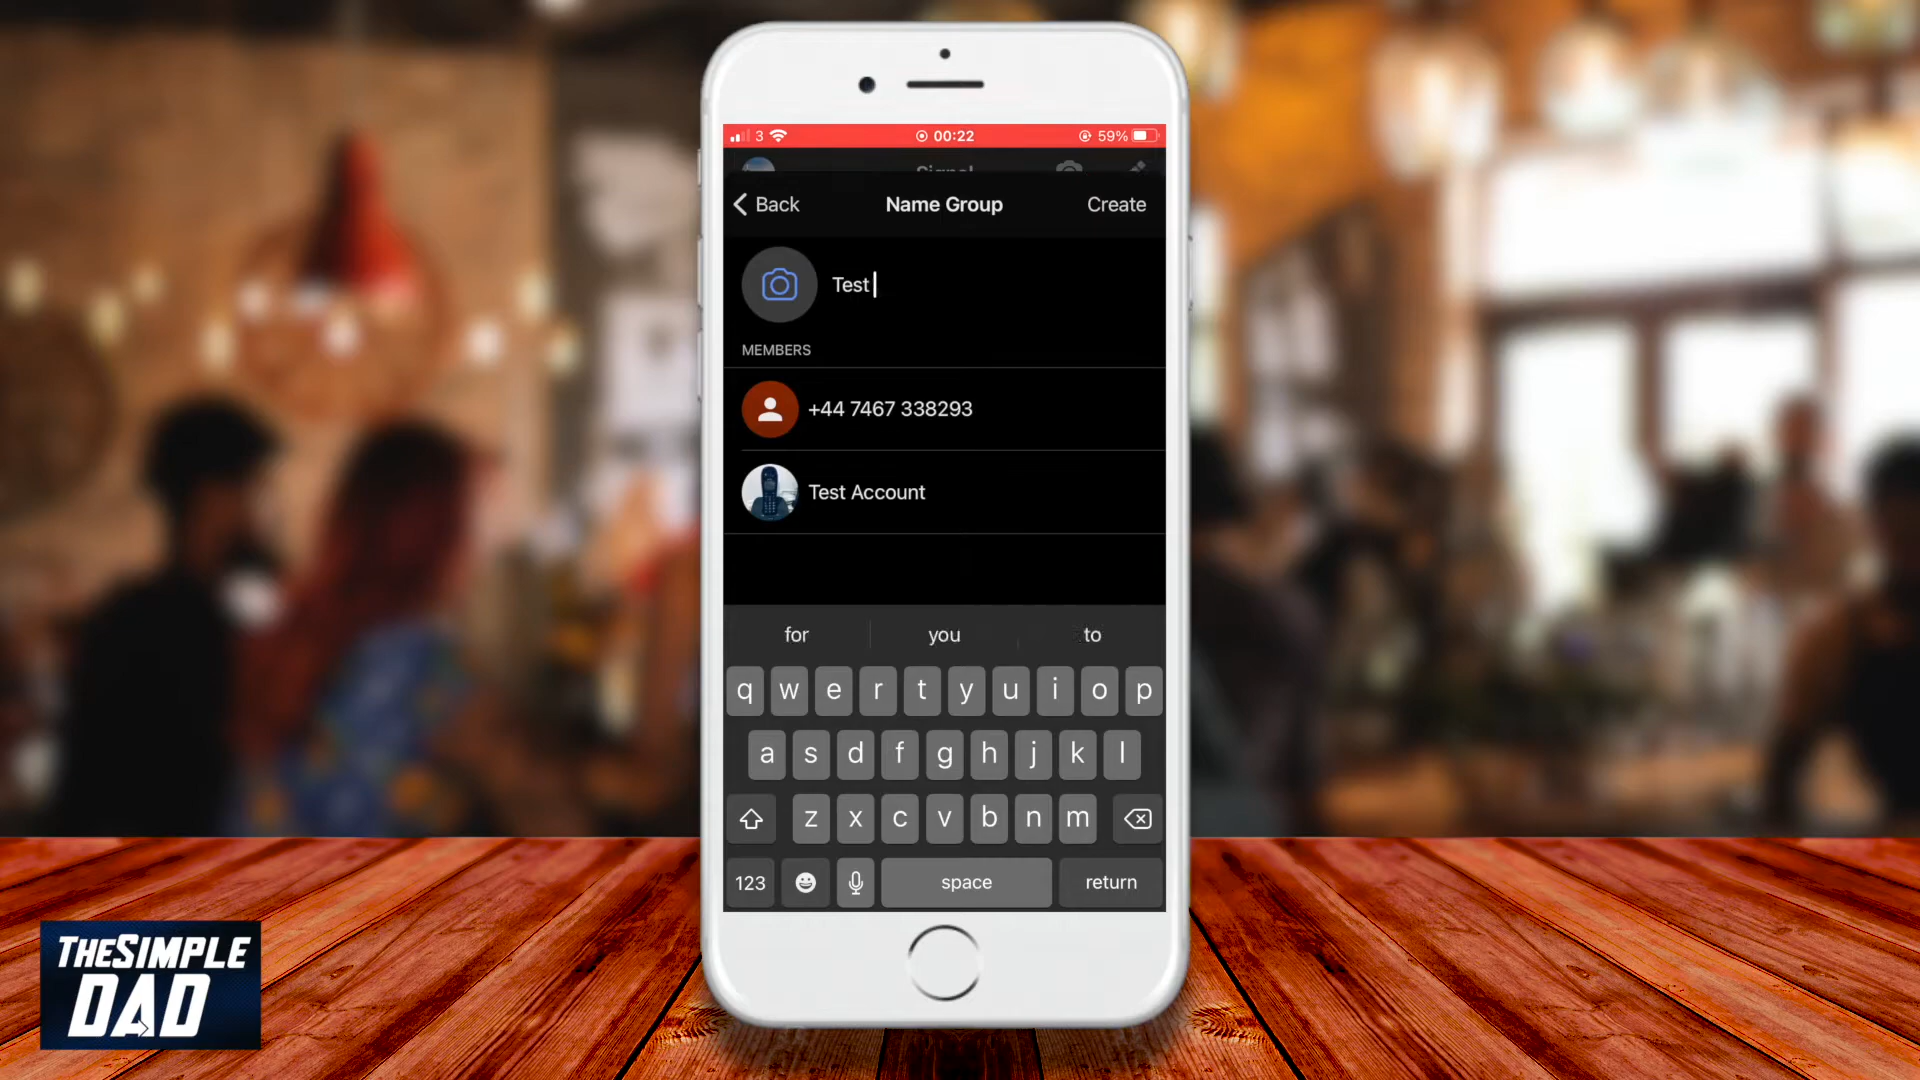 3 00:22 59%
Signal
Back Name Group Create
Test
MEMBERS
+44 7467 338293
Test Account
for you to
q w e r t y u i o p
a s d f g h j k l
z x c v b n m
123 space return
THESIMPLE
DAD